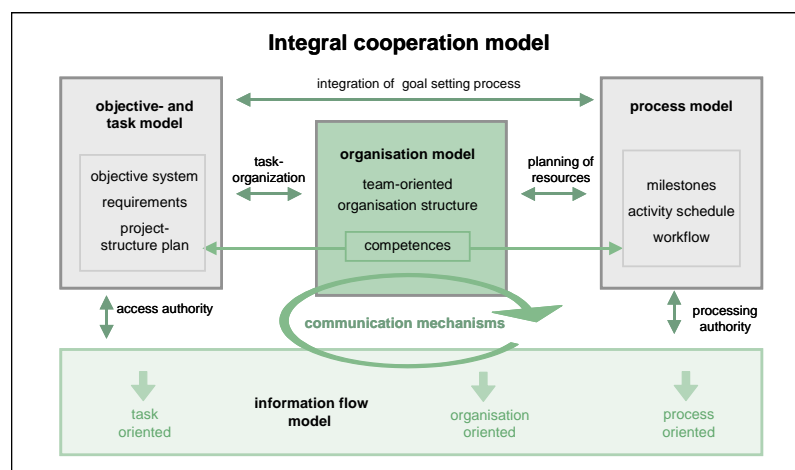 Integral cooperation model
integration of goal setting process
objective- and
task model
objective system
requirements
project-
structure plan
task-
organization
organisation model
team-oriented
organisation structure
competences
planning of
resources
process model
milestones
activity schedule
workflow
access authority
communication mechanisms
processing
authority
information flow
model
task
oriented
organisation
oriented
process
oriented